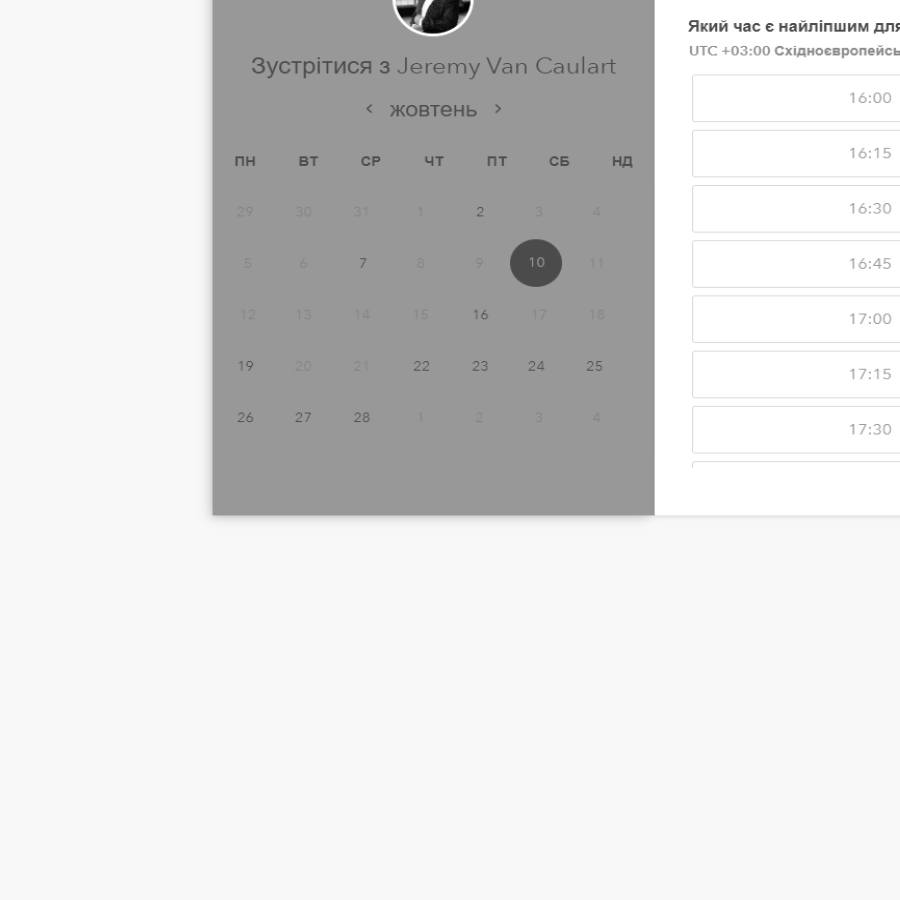 Зустрітися з Jeremy Van Caulart
жовтень
ПН ВТ СР ЧТ ПТ СБ НД
29 30 31 1 2 3 4
5 6 7 8 9 10 11
12 13 14 15 16 17 18
19 20 21 22 23 24 25
26 27 28 1 2 3 4
Який час є найліпшим для
UTC +03:00
16:00
16:15
16:30
16:45
17:00
17:15
17:30